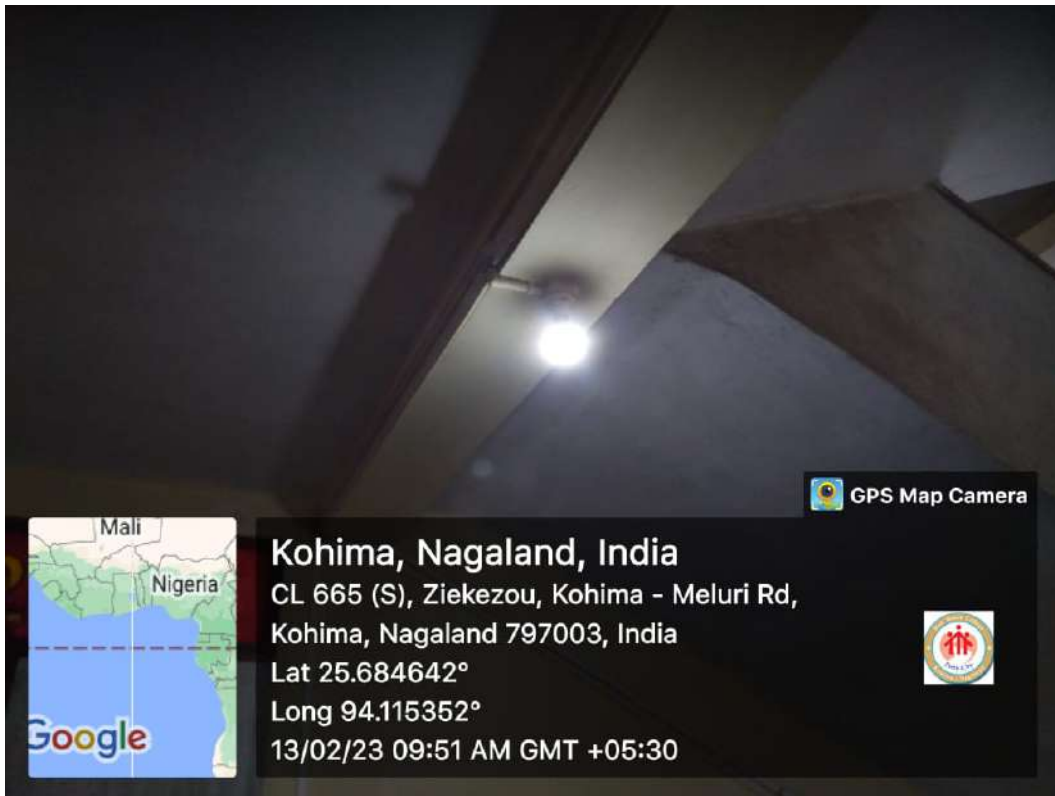 GPS Map Camera
Mali
Nigeria
Google
Kohima, Nagaland, India
CL 665 (S), Ziekezou, Kohima - Meluri Rd,
Kohima, Nagaland 797003, India
Lat 25.684642°
Long 94.115352°
13/02/23 09:51 AM GMT +05:30